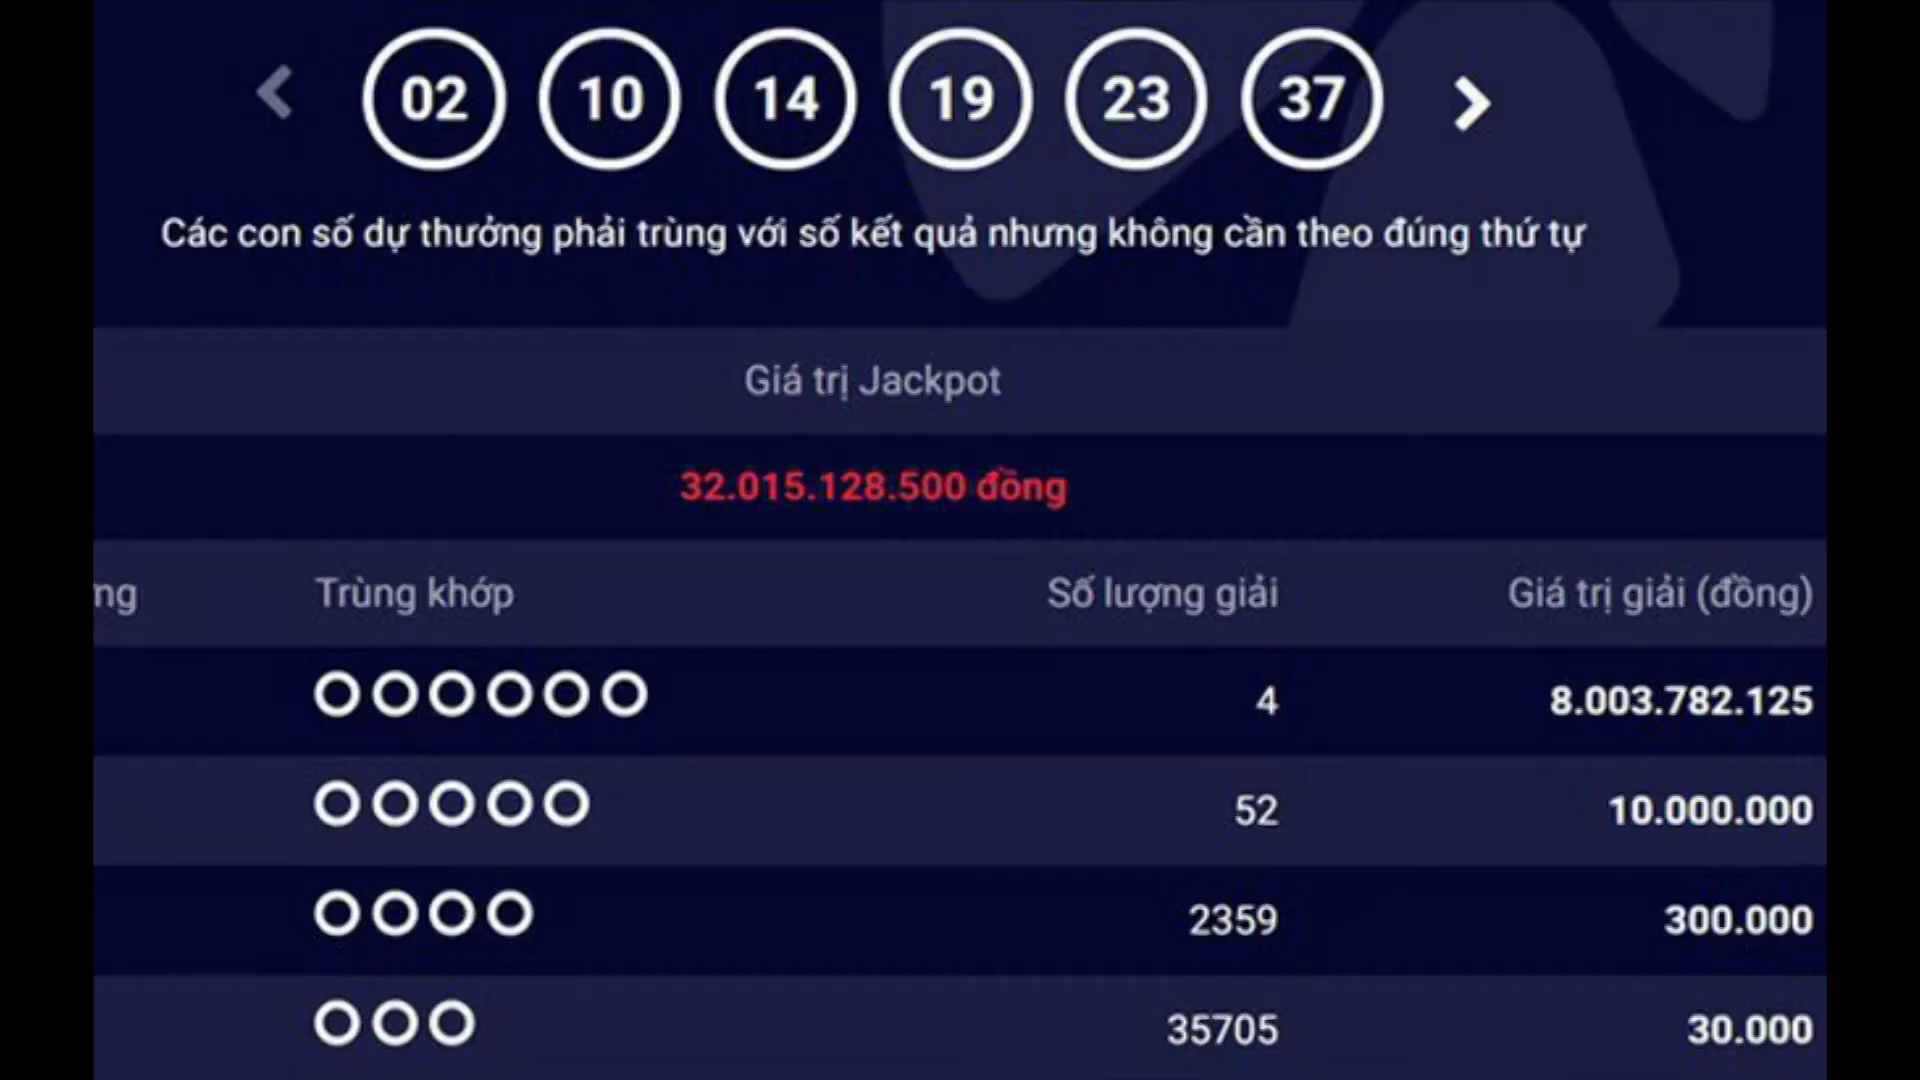 02 10 14 19 23 37
Các con số dự thưởng phải trùng với số kết quả nhưng không cần theo đúng thứ tự
Giá trị Jackpot
32.015.128.500 đồng
ng Trùng khớp Số lượng giải Giá trị giải (đồng)
4 8.003.782.125
52 10.000.000
2359 300.000
35705 30.000